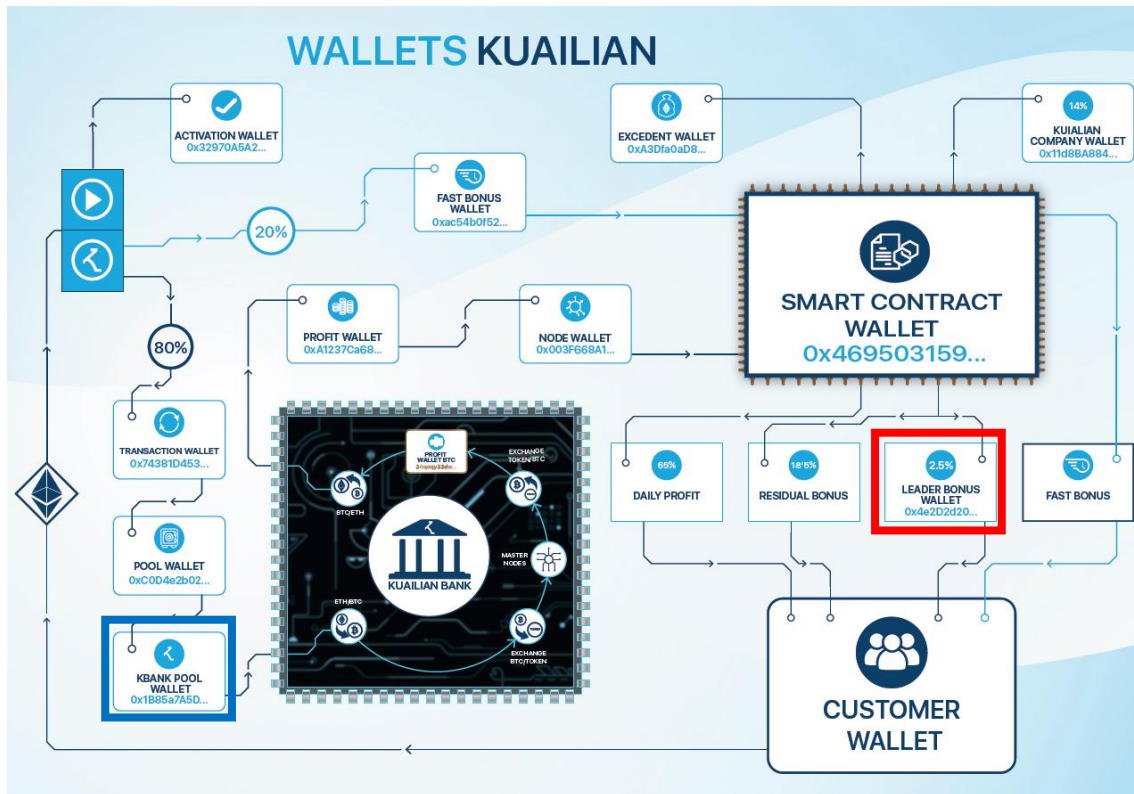 WALLETS KUAILIAN
ACTIVATION WALLET
0x32970A5A2...
EXCEDENT WALLET
0xA3Dfa0aD8...
14%
KUIALIAN
COMPANY WALLET
0x11d8BA884...
FAST BONUS
WALLET
0xac54b0f52...
20%
SMART CONTRACT
WALLET
0x469503159...
PROFIT WALLET
0xA1237Ca68...
NODE WALLET
0x003F668A1...
80%
TRANSACTION WALLET
0x74381D453...
POOL WALLET
0xC0D4e2b02...
KBANK POOL
WALLET
0x1B85a7A5D...
PROFIT
WALLET BTC
EXCHANGE
TOKEN/BTC
BTC/ETH
MASTER
NODES
KUAILIAN BANK
ETH/BTC
EXCHANGE
BTC/TOKEN
65%
DAILY PROFIT
18'5%
RESIDUAL BONUS
2.5%
LEADER BONUS
WALLET
0x4e2D2d20...
FAST BONUS
CUSTOMER
WALLET